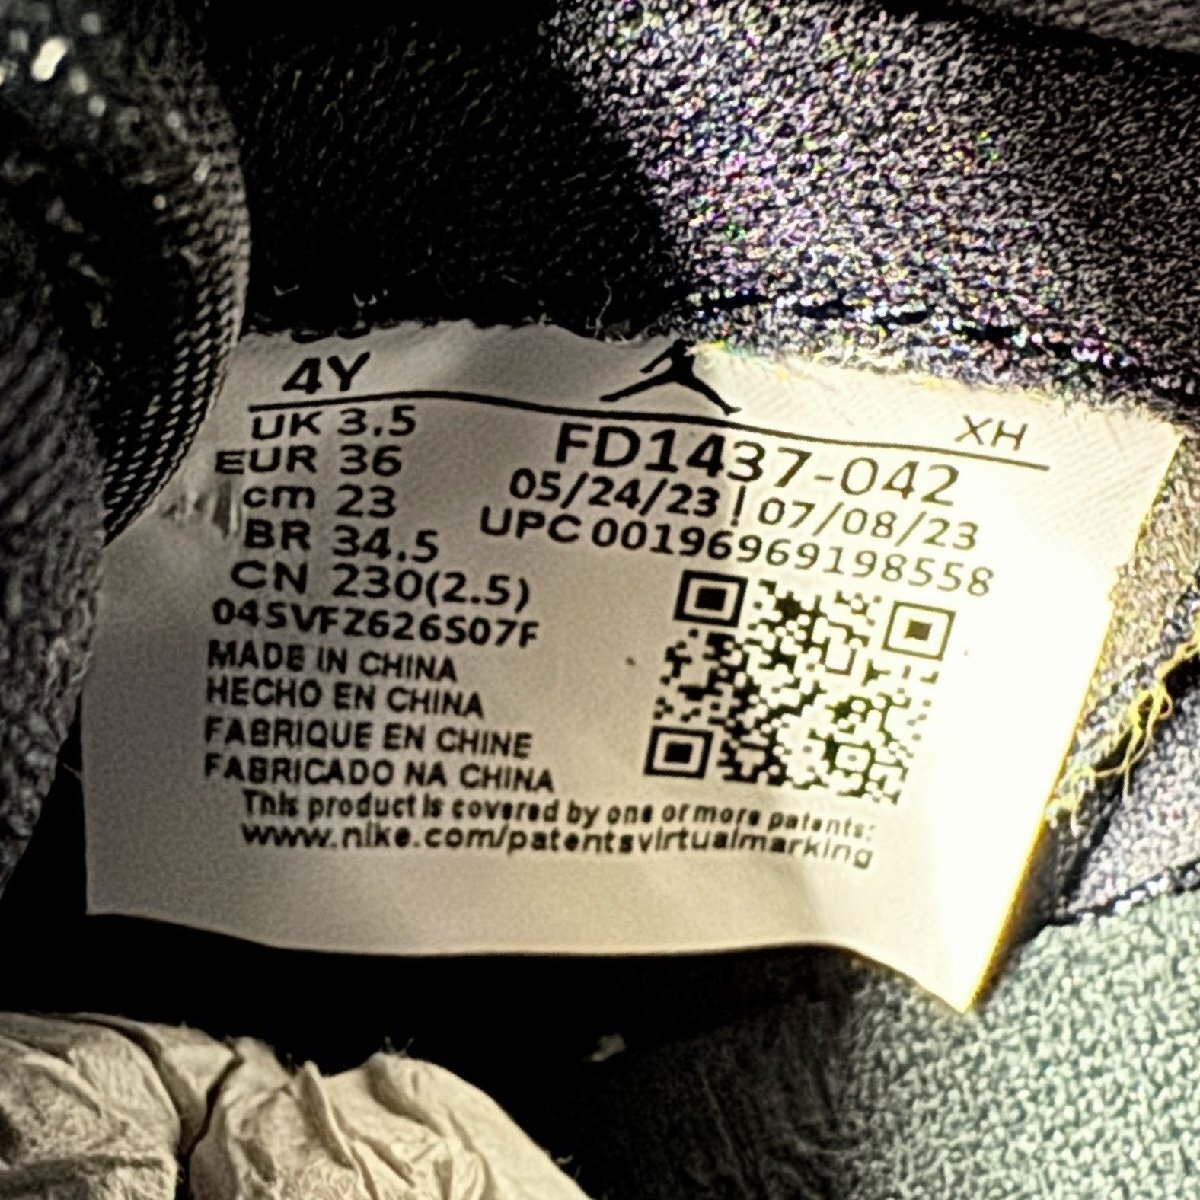 4Y
XH
UK 3.5
EUR 36
cm 23
BR 34.5
CN 230(2.5)
FD1437-042
05/24/23 | 07/08/23
UPC 00196969198558
04SVFZ626S07F
MADE IN CHINA
HECHO EN CHINA
FABRIQUE EN CHINE
FABRICADO NA CHINA
This product is covered by one or more patents:
www.nike.com/patentsvirtualmarking